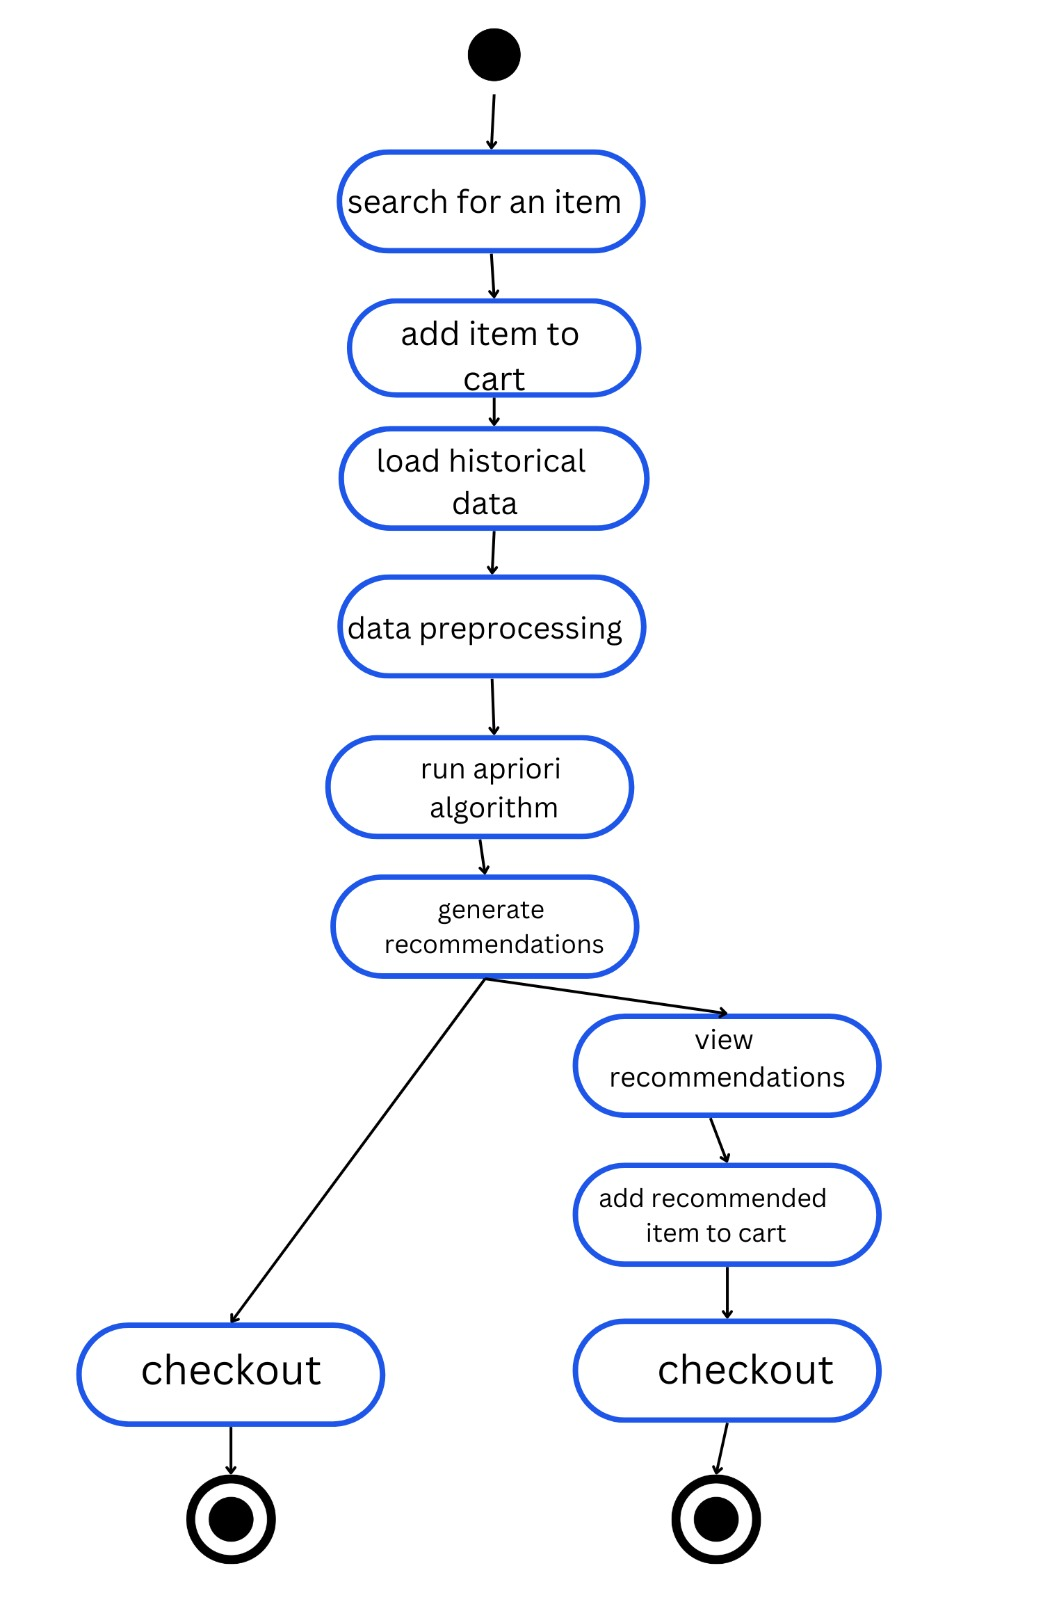 search for an item
add item to
cart
load historical
data
data preprocessing
run apriori
algorithm
generate
recommendations
view
recommendations
add recommended
item to cart
checkout
checkout